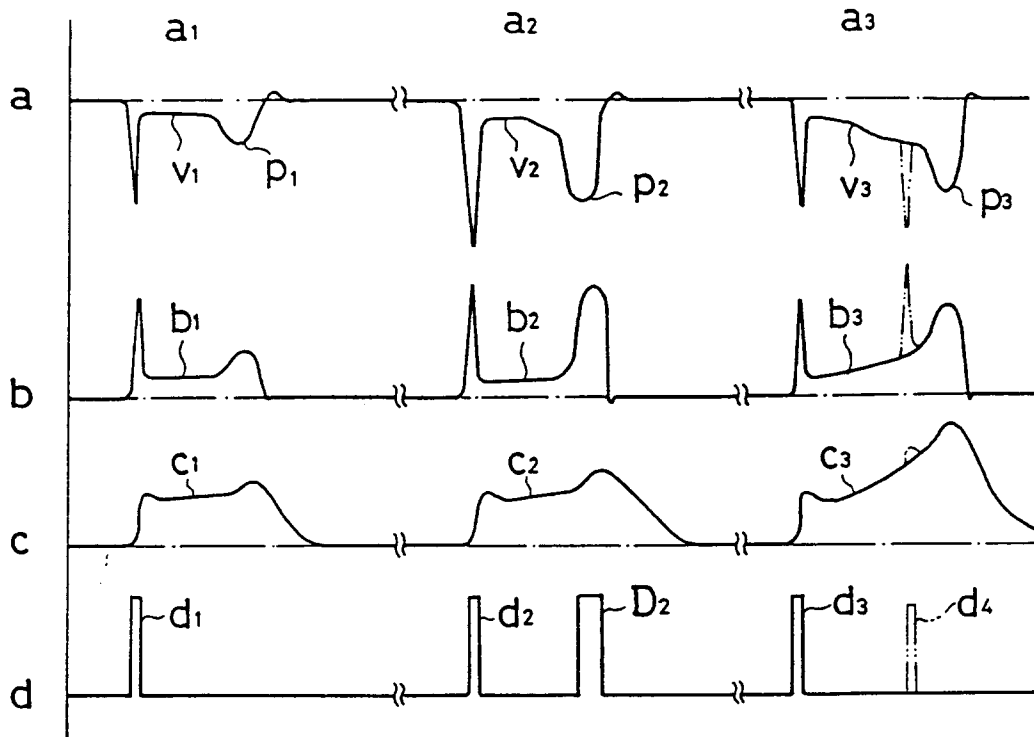 a1 a2 a3
a
v1 p1 v2 p2 v3 p3
b1 b2 b3
b
c1 c2 c3
c
d1 d2 D2 d3 d4
d